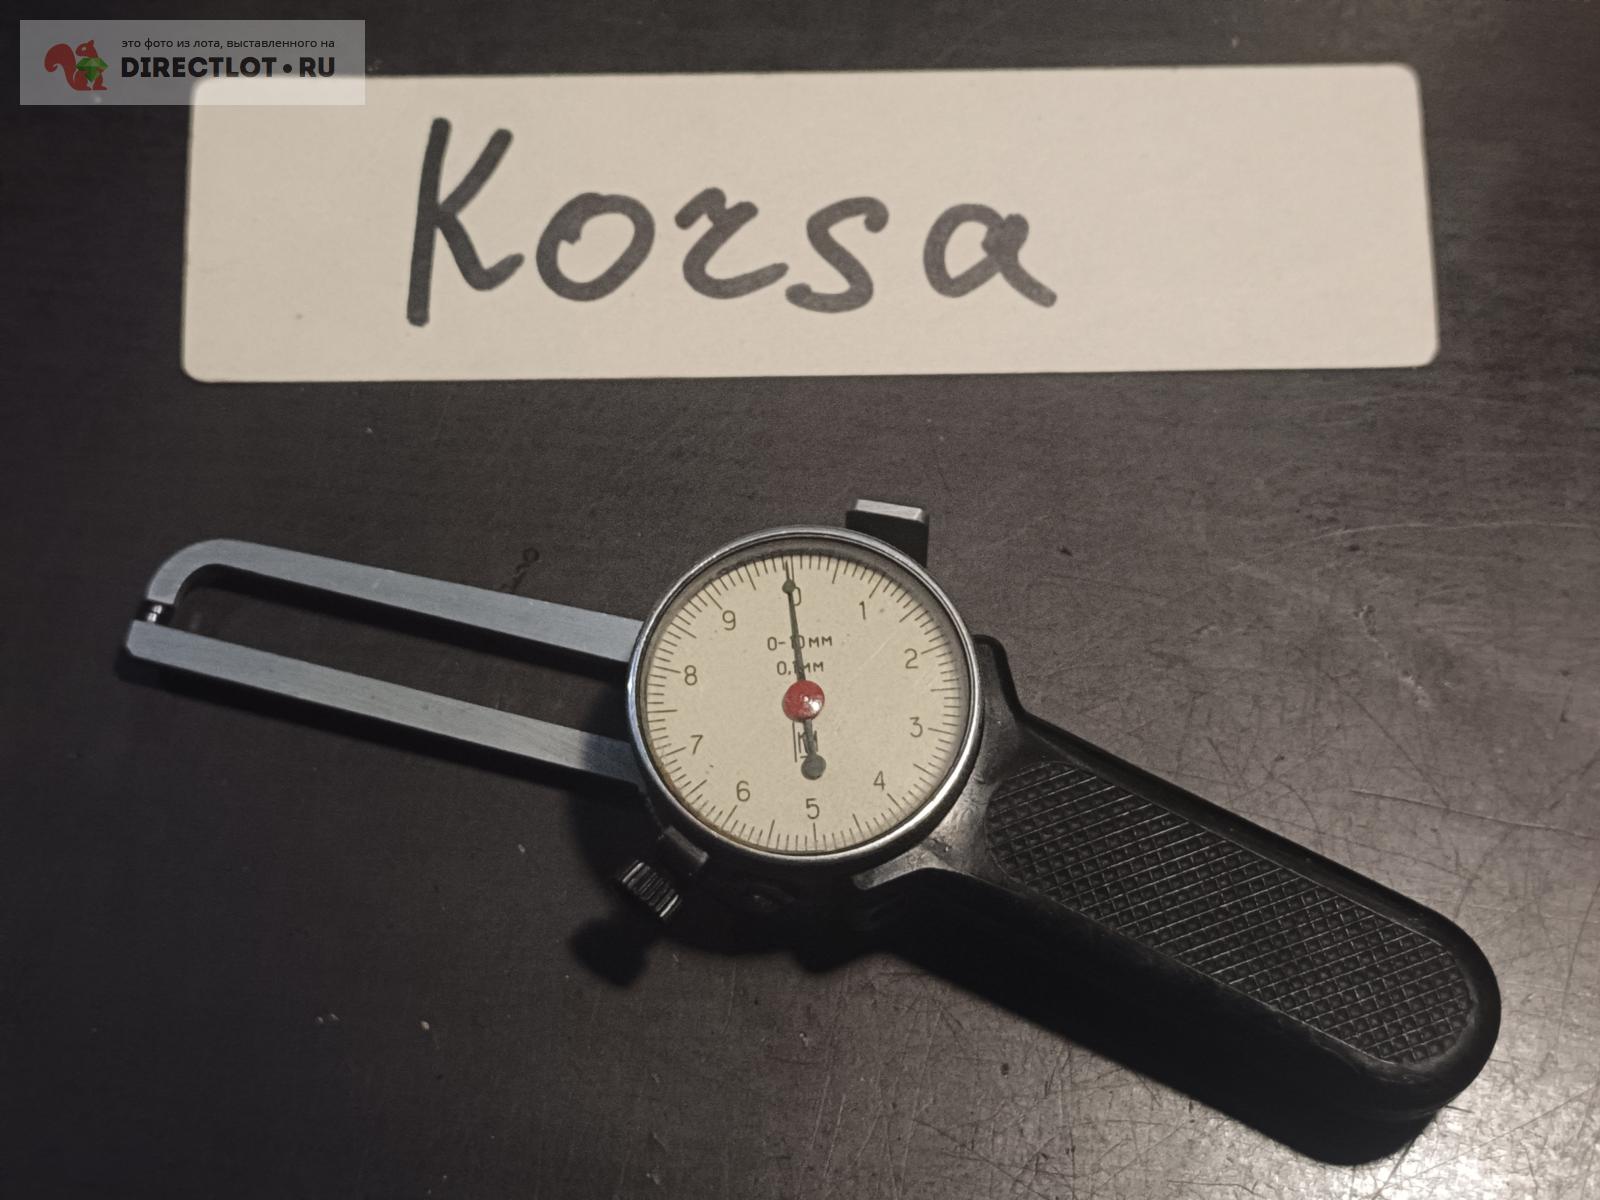 это фото из лота, выставленного на
DIRECTLOT•RU
Korsa
0
1
2
3
4
5
6
7
8
9
0-10мм
0,1мм